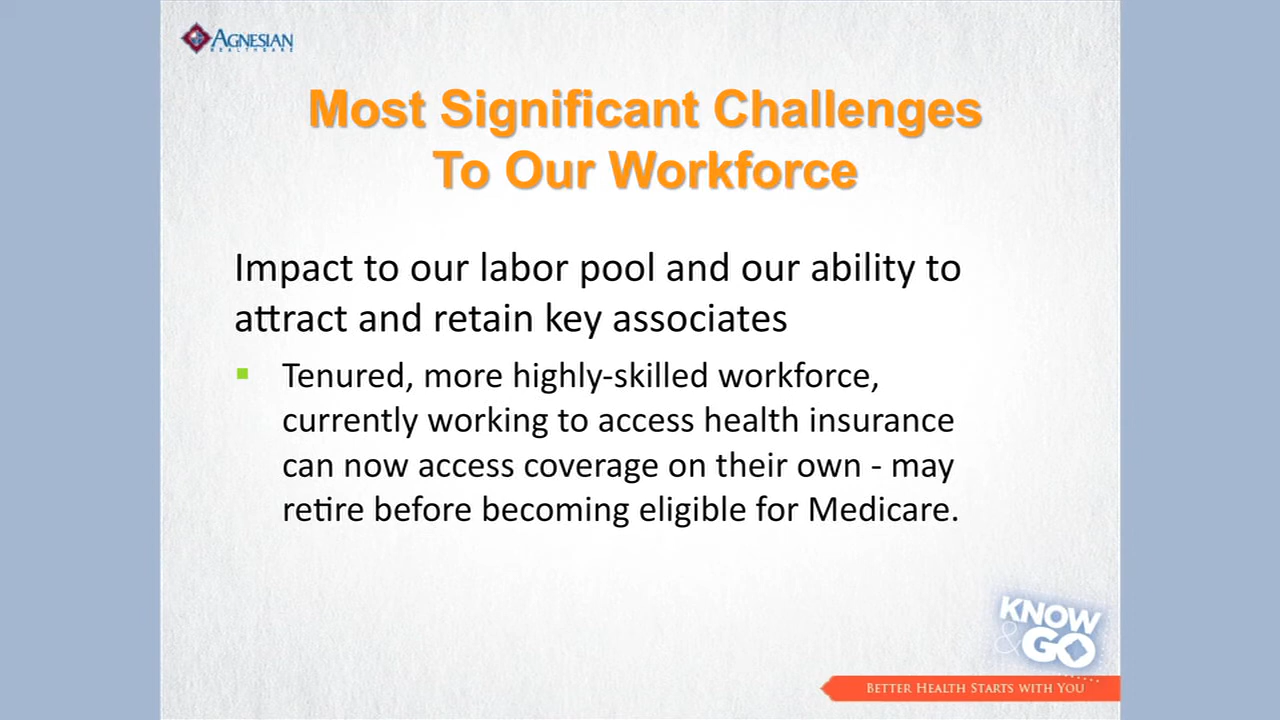 AGNESIAN
HEALTHCARE
Most Significant Challenges
To Our Workforce
Impact to our labor pool and our ability to
attract and retain key associates
Tenured, more highly-skilled workforce,
currently working to access health insurance
can now access coverage on their own - may
retire before becoming eligible for Medicare.
KNOW
& GO
BETTER HEALTH STARTS WITH YOU